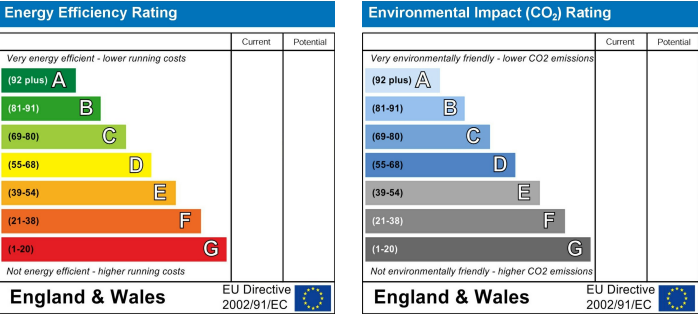 Energy Efficiency Rating
Current Potential
Very energy efficient - lower running costs
(92 plus) A
(81-91) B
(69-80) C
(55-68) D
(39-54) E
(21-38) F
(1-20) G
Not energy efficient - higher running costs
England & Wales
EU Directive
2002/91/EC
Environmental Impact (CO₂) Rating
Current Potential
Very environmentally friendly - lower CO2 emissions
(92 plus) A
(81-91) B
(69-80) C
(55-68) D
(39-54) E
(21-38) F
(1-20) G
Not environmentally friendly - higher CO2 emissions
England & Wales
EU Directive
2002/91/EC